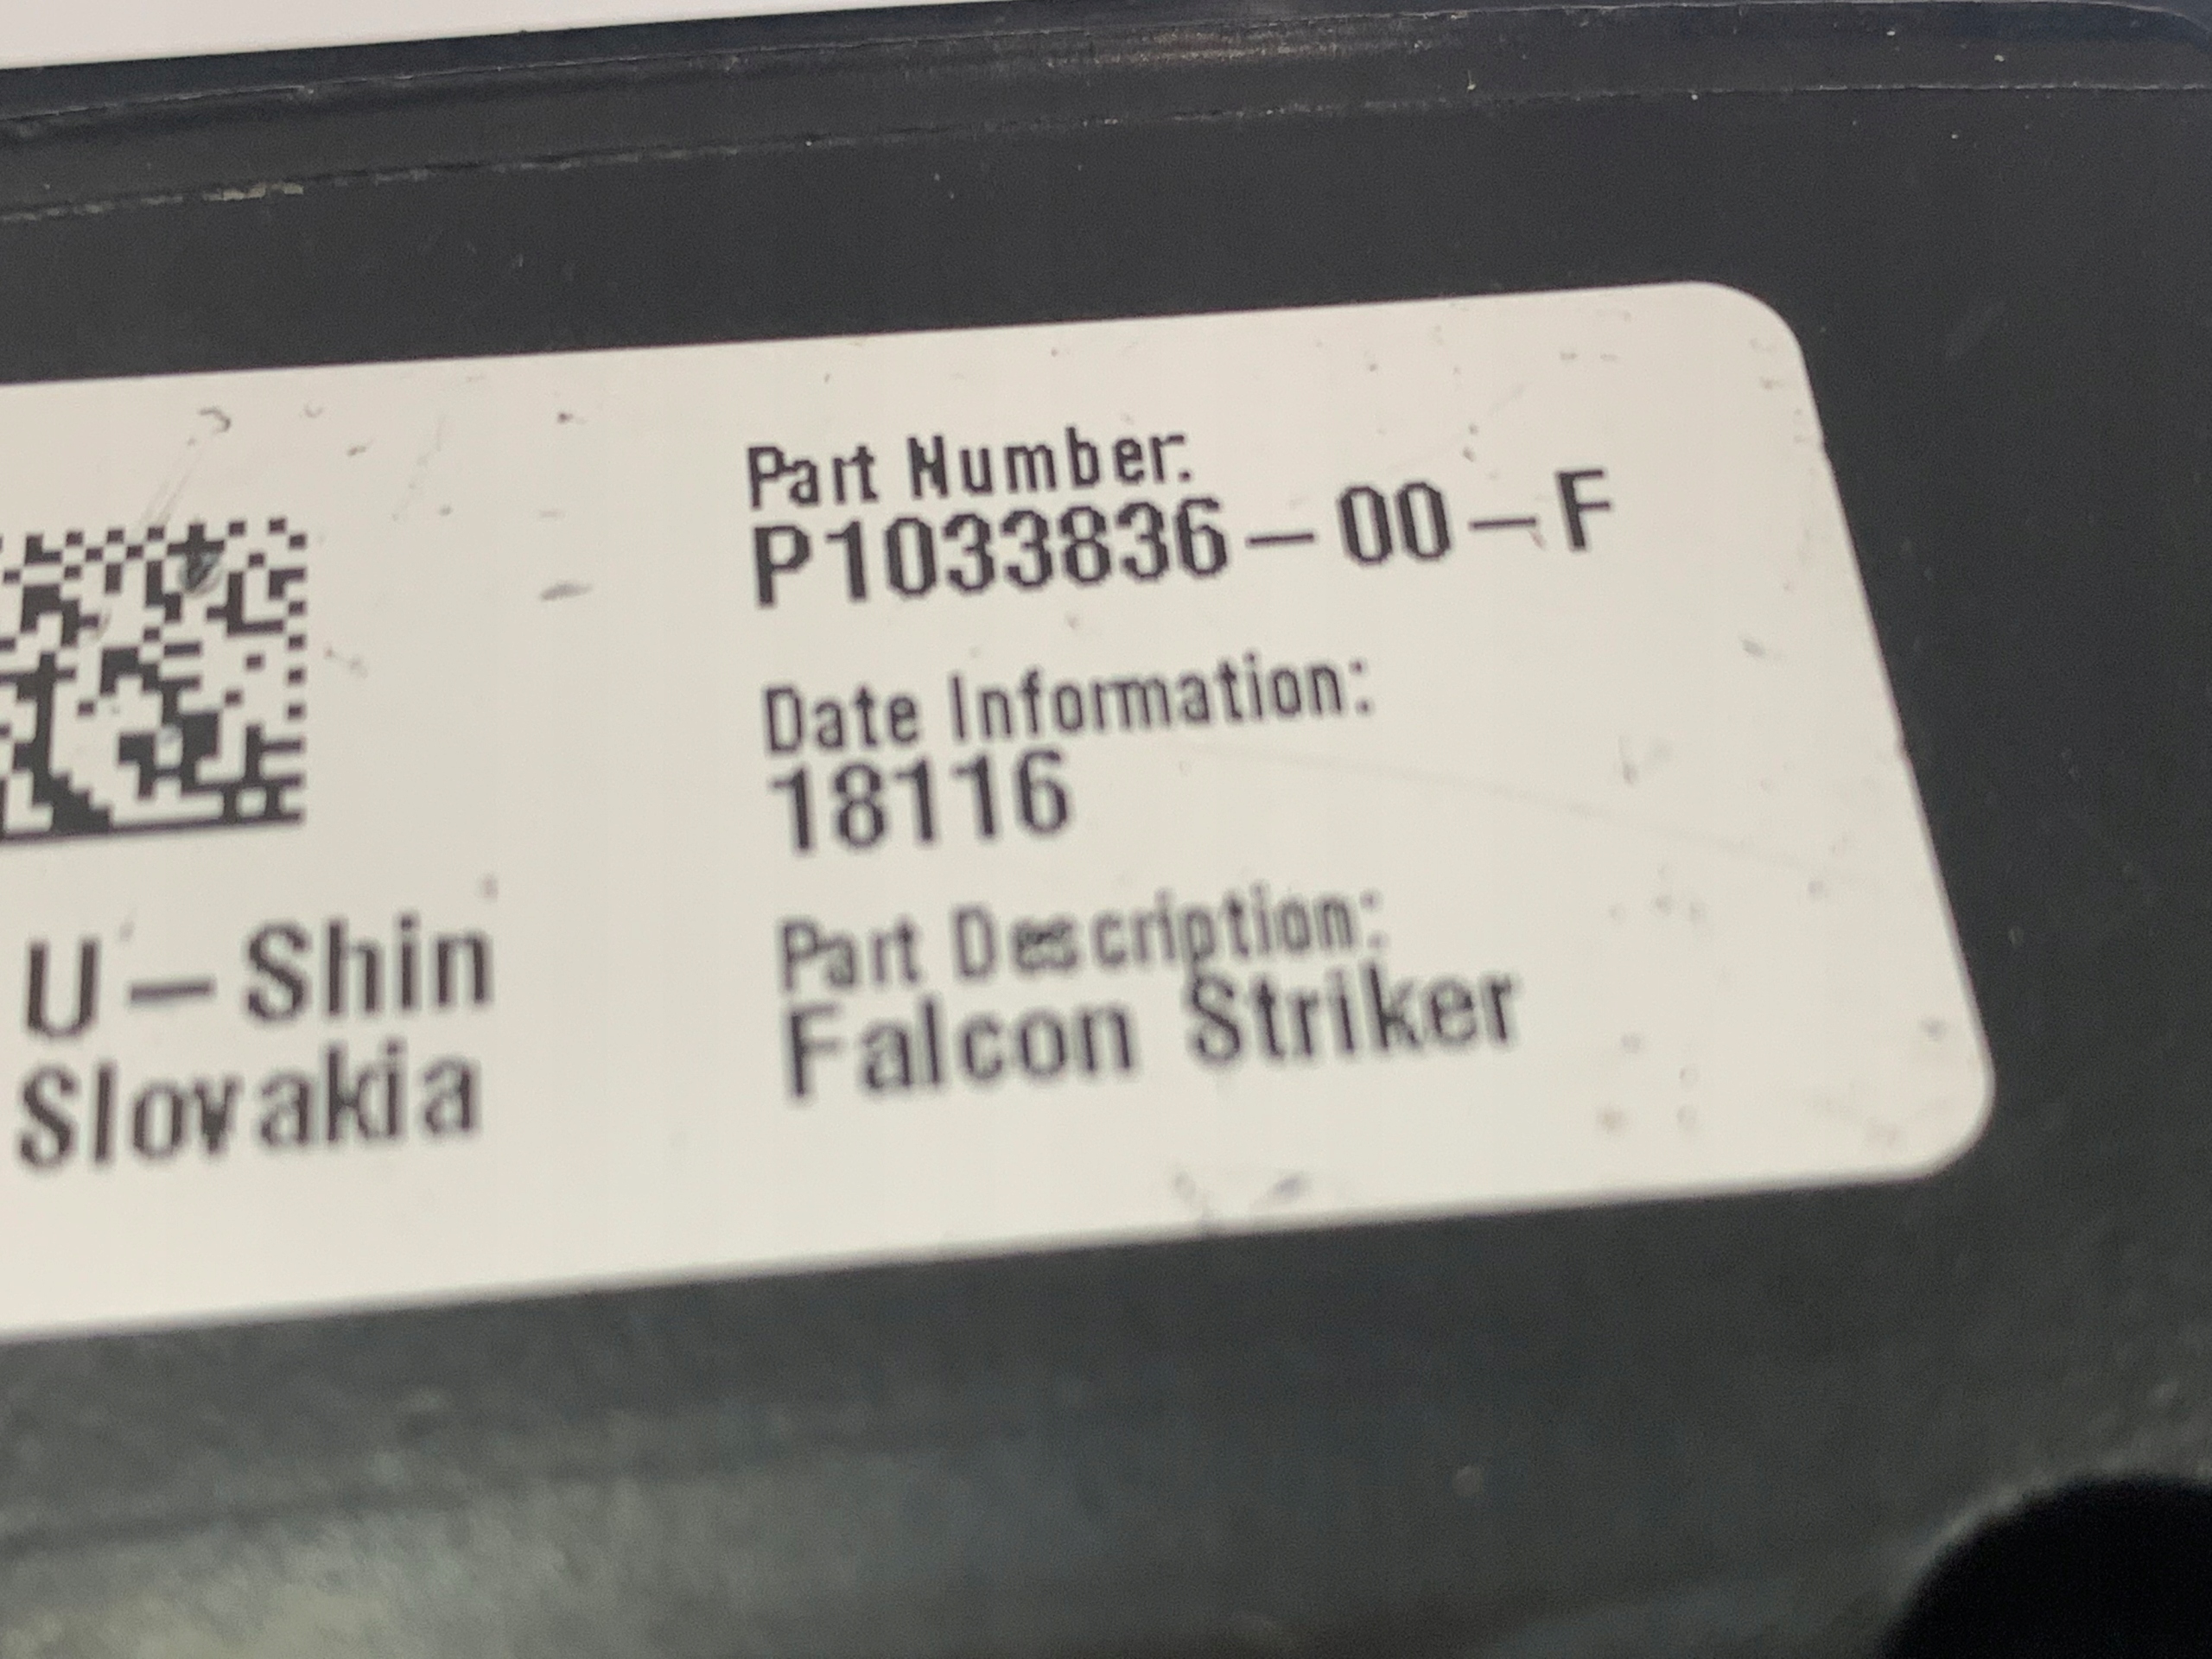 Part Number:
P1033836-00-F
Date Information:
18116
Part Description:
Falcon Striker
U-Shin
Slovakia